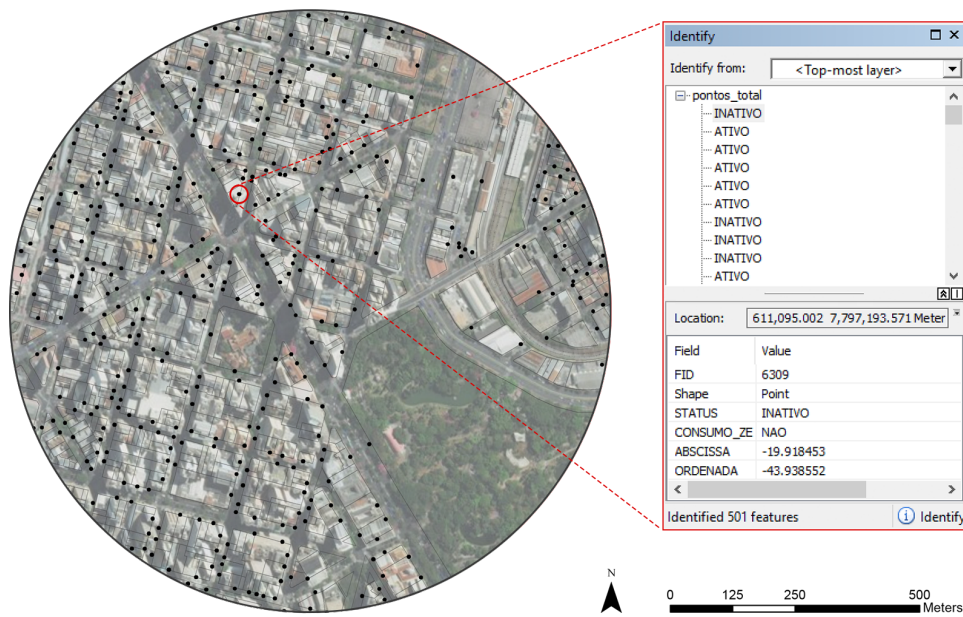 Identify
Identify from: <Top-most layer>
pontos_total
INATIVO
ATIVO
ATIVO
ATIVO
ATIVO
ATIVO
INATIVO
INATIVO
INATIVO
ATIVO
Location: 611,095.002 7,797,193.571 Meter
Field Value
FID 6309
Shape Point
STATUS INATIVO
CONSUMO_ZE NAO
ABSCISSA -19.918453
ORDENADA -43.938552
Identified 501 features Identify
N
0 125 250 500
Meters